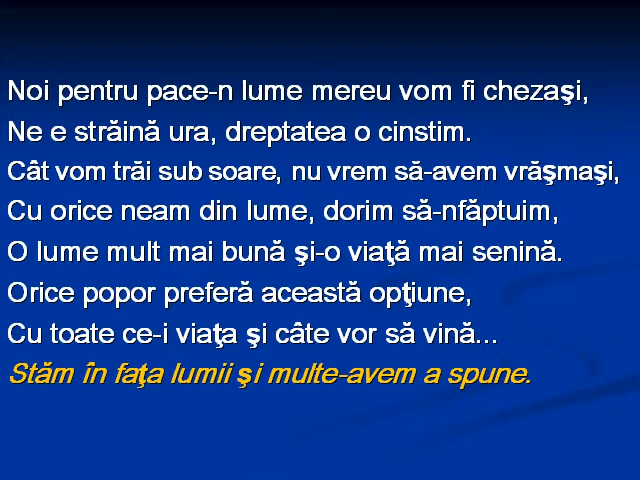 Noi pentru pace-n lume mereu vom fi chezaşi,
Ne e străină ura, dreptatea o cinstim.
Cât vom trăi sub soare, nu vrem să-avem vrăşmaşi,
Cu orice neam din lume, dorim să-nfăptuim,
O lume mult mai bună şi-o viaţă mai senină.
Orice popor preferă această opţiune,
Cu toate ce-i viaţa şi câte vor să vină...
Stăm în faţa lumii şi multe-avem a spune.